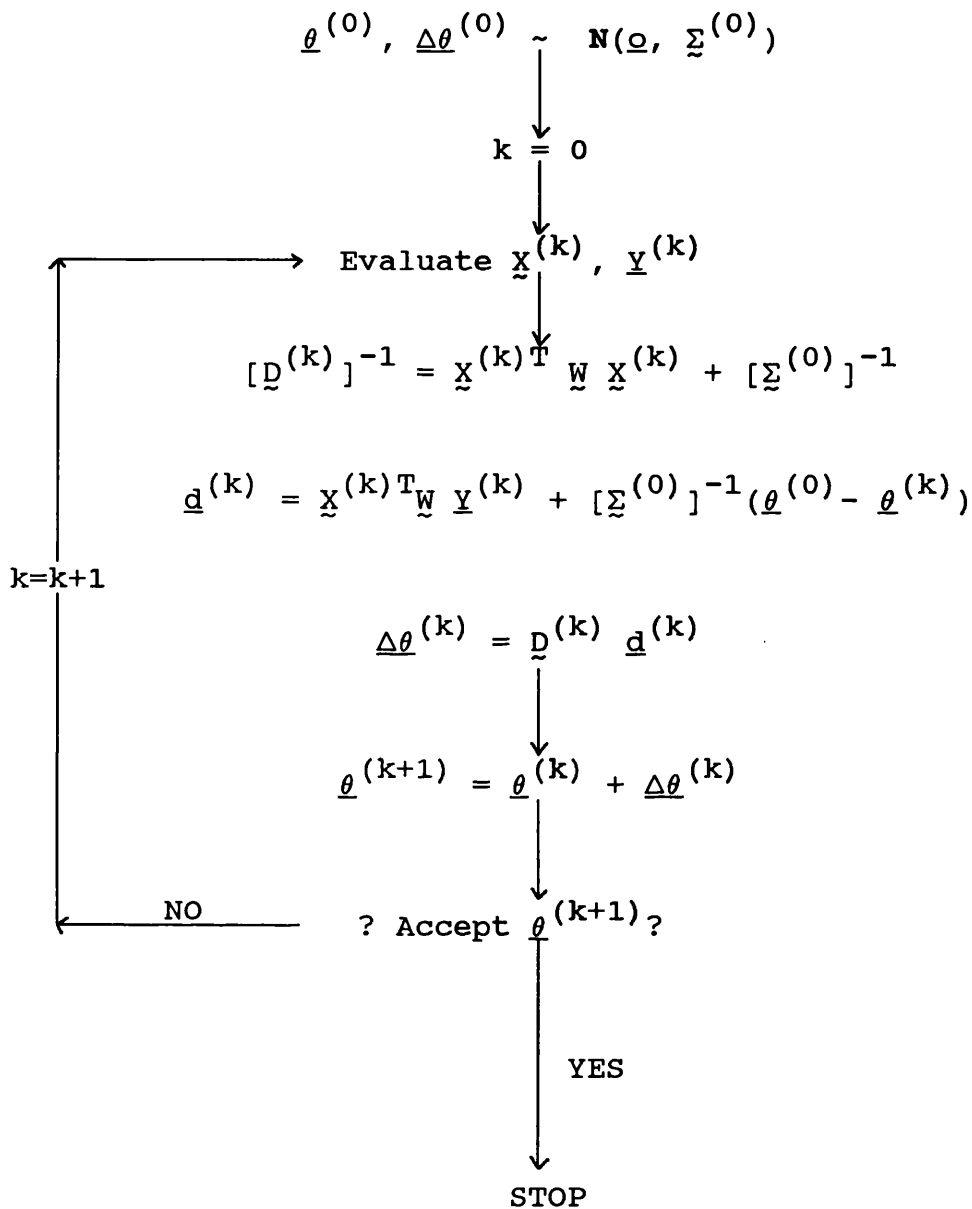 θ^(0), Δθ^(0) ~ N(o, Σ^(0))
k = 0
Evaluate X^(k), Y^(k)
[D^(k)]^-1 = X^(k)T W X^(k) + [Σ^(0)]^-1
d^(k) = X^(k)T W Y^(k) + [Σ^(0)]^-1(θ^(0) - θ^(k))
k=k+1
Δθ^(k) = D^(k) d^(k)
θ^(k+1) = θ^(k) + Δθ^(k)
NO
? Accept θ^(k+1)?
YES
STOP